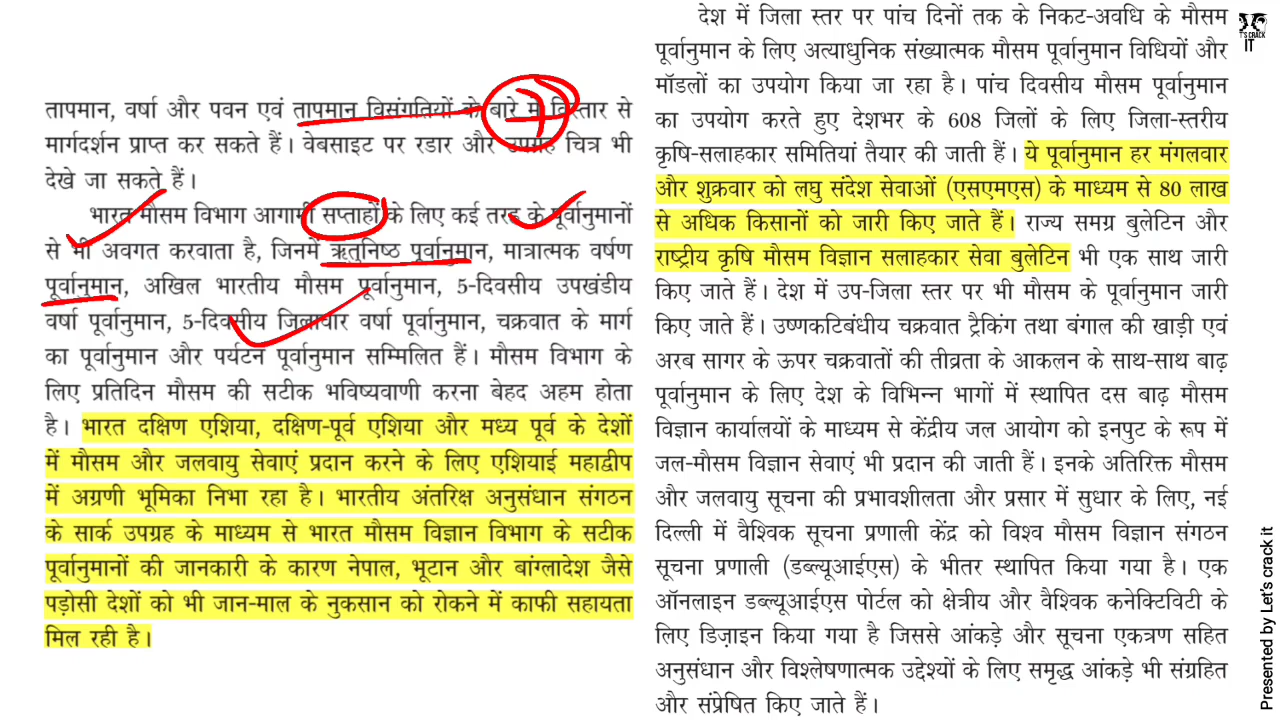 तापमान, वर्षा और पवन एवं तापमान विसंगतियों के बारे में विस्तार से
मार्गदर्शन प्राप्त कर सकते हैं। वेबसाइट पर रडार और उपग्रह चित्र भी
देखे जा सकते हैं।
भारत मौसम विभाग आगामी सप्ताहों के लिए कई तरह के पूर्वानुमानों
से भी अवगत करवाता है, जिनमें ऋतुनिष्ठ पूर्वानुमान, मात्रात्मक वर्षण
पूर्वानुमान, अखिल भारतीय मौसम पूर्वानुमान, 5-दिवसीय उपखंडीय
वर्षा पूर्वानुमान, 5-दिवसीय जिलावार वर्षा पूर्वानुमान, चक्रवात के मार्ग
का पूर्वानुमान और पर्यटन पूर्वानुमान सम्मिलित हैं। मौसम विभाग के
लिए प्रतिदिन मौसम की सटीक भविष्यवाणी करना बेहद अहम होता
है। भारत दक्षिण एशिया, दक्षिण-पूर्व एशिया और मध्य पूर्व के देशों
में मौसम और जलवायु सेवाएं प्रदान करने के लिए एशियाई महाद्वीप
में अग्रणी भूमिका निभा रहा है। भारतीय अंतरिक्ष अनुसंधान संगठन
के सार्क उपग्रह के माध्यम से भारत मौसम विज्ञान विभाग के सटीक
पूर्वानुमानों की जानकारी के कारण नेपाल, भूटान और बांग्लादेश जैसे
पड़ोसी देशों को भी जान-माल के नुकसान को रोकने में काफी सहायता
मिल रही है।
देश में जिला स्तर पर पांच दिनों तक के निकट-अवधि के मौसम
पूर्वानुमान के लिए अत्याधुनिक संख्यात्मक मौसम पूर्वानुमान विधियों और
मॉडलों का उपयोग किया जा रहा है। पांच दिवसीय मौसम पूर्वानुमान
का उपयोग करते हुए देशभर के 608 जिलों के लिए जिला-स्तरीय
कृषि-सलाहकार समितियां तैयार की जाती हैं। ये पूर्वानुमान हर मंगलवार
और शुक्रवार को लघु संदेश सेवाओं (एसएमएस) के माध्यम से 80 लाख
से अधिक किसानों को जारी किए जाते हैं। राज्य समग्र बुलेटिन और
राष्ट्रीय कृषि मौसम विज्ञान सलाहकार सेवा बुलेटिन भी एक साथ जारी
किए जाते हैं। देश में उप-जिला स्तर पर भी मौसम के पूर्वानुमान जारी
किए जाते हैं। उष्णकटिबंधीय चक्रवात ट्रैकिंग तथा बंगाल की खाड़ी एवं
अरब सागर के ऊपर चक्रवातों की तीव्रता के आकलन के साथ-साथ बाढ़
पूर्वानुमान के लिए देश के विभिन्न भागों में स्थापित दस बाढ़ मौसम
विज्ञान कार्यालयों के माध्यम से केंद्रीय जल आयोग को इनपुट के रूप में
जल-मौसम विज्ञान सेवाएं भी प्रदान की जाती हैं। इनके अतिरिक्त मौसम
और जलवायु सूचना की प्रभावशीलता और प्रसार में सुधार के लिए, नई
दिल्ली में वैश्विक सूचना प्रणाली केंद्र को विश्व मौसम विज्ञान संगठन
सूचना प्रणाली (डब्ल्यूआईएस) के भीतर स्थापित किया गया है। एक
ऑनलाइन डब्ल्यूआईएस पोर्टल को क्षेत्रीय और वैश्विक कनेक्टिविटी के
लिए डिज़ाइन किया गया है जिससे आंकड़े और सूचना एकत्रण सहित
अनुसंधान और विश्लेषणात्मक उद्देश्यों के लिए समृद्ध आंकड़े भी संग्रहित
और संप्रेषित किए जाते हैं।
T'S CRACK
IT
Presented by Let's crack it